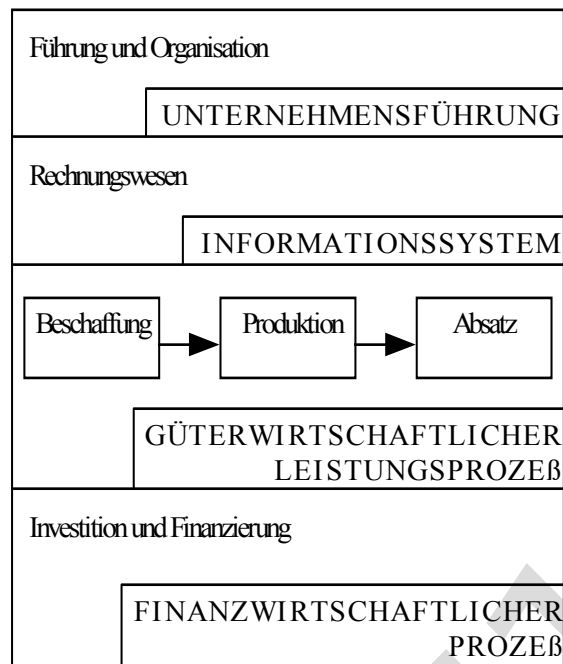 Führung und Organisation
UNTERNEHMENSFÜHRUNG
Rechnungswesen
INFORMATIONSSYSTEM
Beschaffung Produktion Absatz
GÜTERWIRTSCHAFTLICHER
LEISTUNGSPROZEß
Investition und Finanzierung
FINANZWIRTSCHAFTLICHER
PROZEß